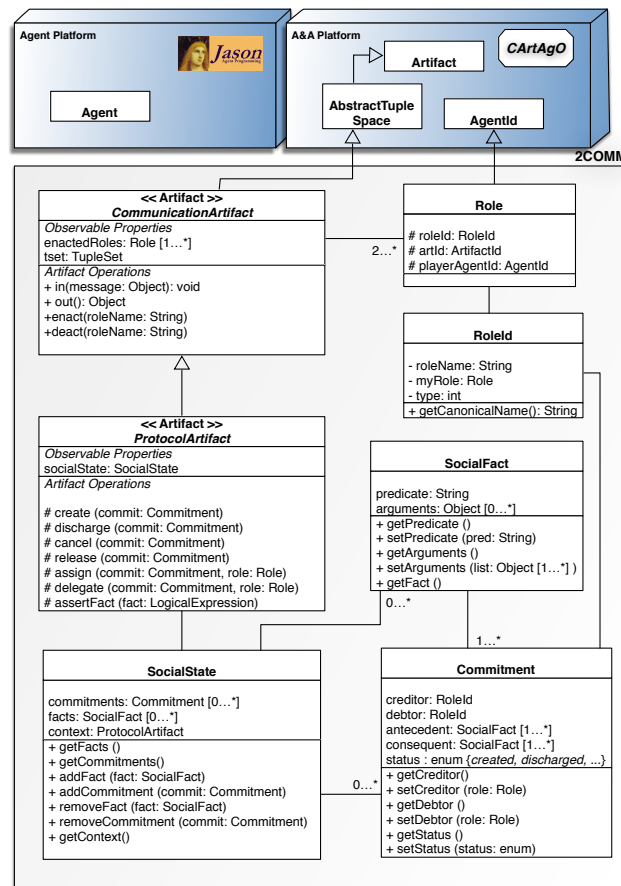 Agent Platform
Jason
Agent Programming
Agent
A&A Platform
CArtAgO
Artifact
AbstractTuple
Space
AgentId
2COMM
<< Artifact >>
CommunicationArtifact
Observable Properties
enactedRoles: Role [1...*]
tset: TupleSet
Artifact Operations
+ in(message: Object): void
+ out(): Object
+enact(roleName: String)
+deact(roleName: String)
2...*
Role
# roleId: RoleId
# artId: ArtifactId
# playerAgentId: AgentId
RoleId
- roleName: String
- myRole: Role
- type: int
+ getCanonicalName(): String
<< Artifact >>
ProtocolArtifact
Observable Properties
socialState: SocialState
Artifact Operations
# create (commit: Commitment)
# discharge (commit: Commitment)
# cancel (commit: Commitment)
# release (commit: Commitment)
# assign (commit: Commitment, role: Role)
# delegate (commit: Commitment, role: Role)
# assertFact (fact: LogicalExpression)
SocialFact
predicate: String
arguments: Object [0...*]
+ getPredicate ()
+ setPredicate (pred: String)
+ getArguments ()
+ setArguments (list: Object [1...*] )
+ getFact ()
0...*
1...*
SocialState
commitments: Commitment [0...*]
facts: SocialFact [0...*]
context: ProtocolArtifact
+ getFacts ()
+ getCommitments()
+ addFact (fact: SocialFact)
+ addCommitment (commit: Commitment)
+ removeFact (fact: SocialFact)
+ removeCommitment (commit: Commitment)
+ getContext()
0...*
Commitment
creditor: RoleId
debtor: RoleId
antecedent: SocialFact [1...*]
consequent: SocialFact [1...*]
status : enum {created, discharged, ...}
+ getCreditor()
+ setCreditor (role: Role)
+ getDebtor ()
+ setDebtor (role: Role)
+ getStatus ()
+ setStatus (status: enum)